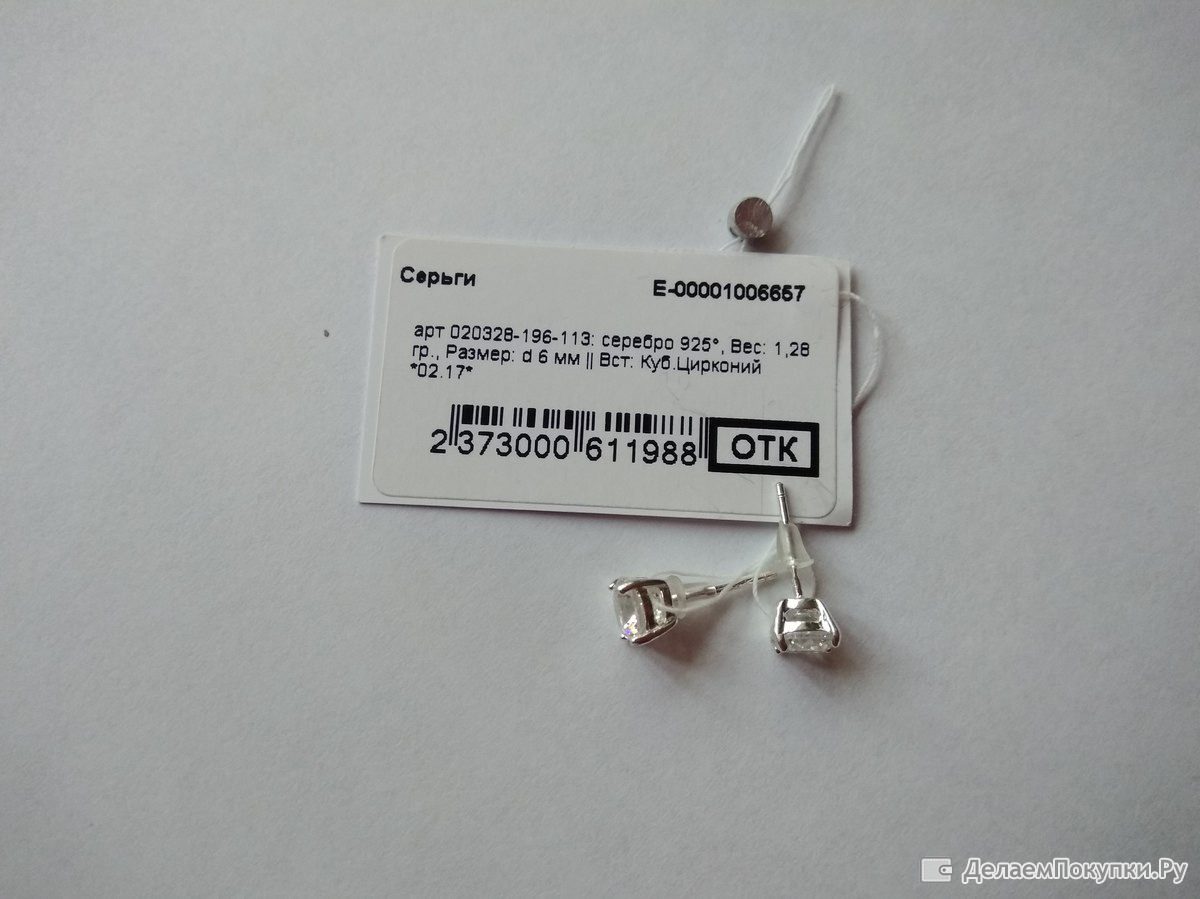 Серьги
E-00001006657
арт 020328-196-113: серебро 925°, Вес: 1,28
гр., Размер: d 6 мм || Вст: Куб.Цирконий
*02.17*
2 373000 611988
ОТК
ДелаемПокупки.Ру